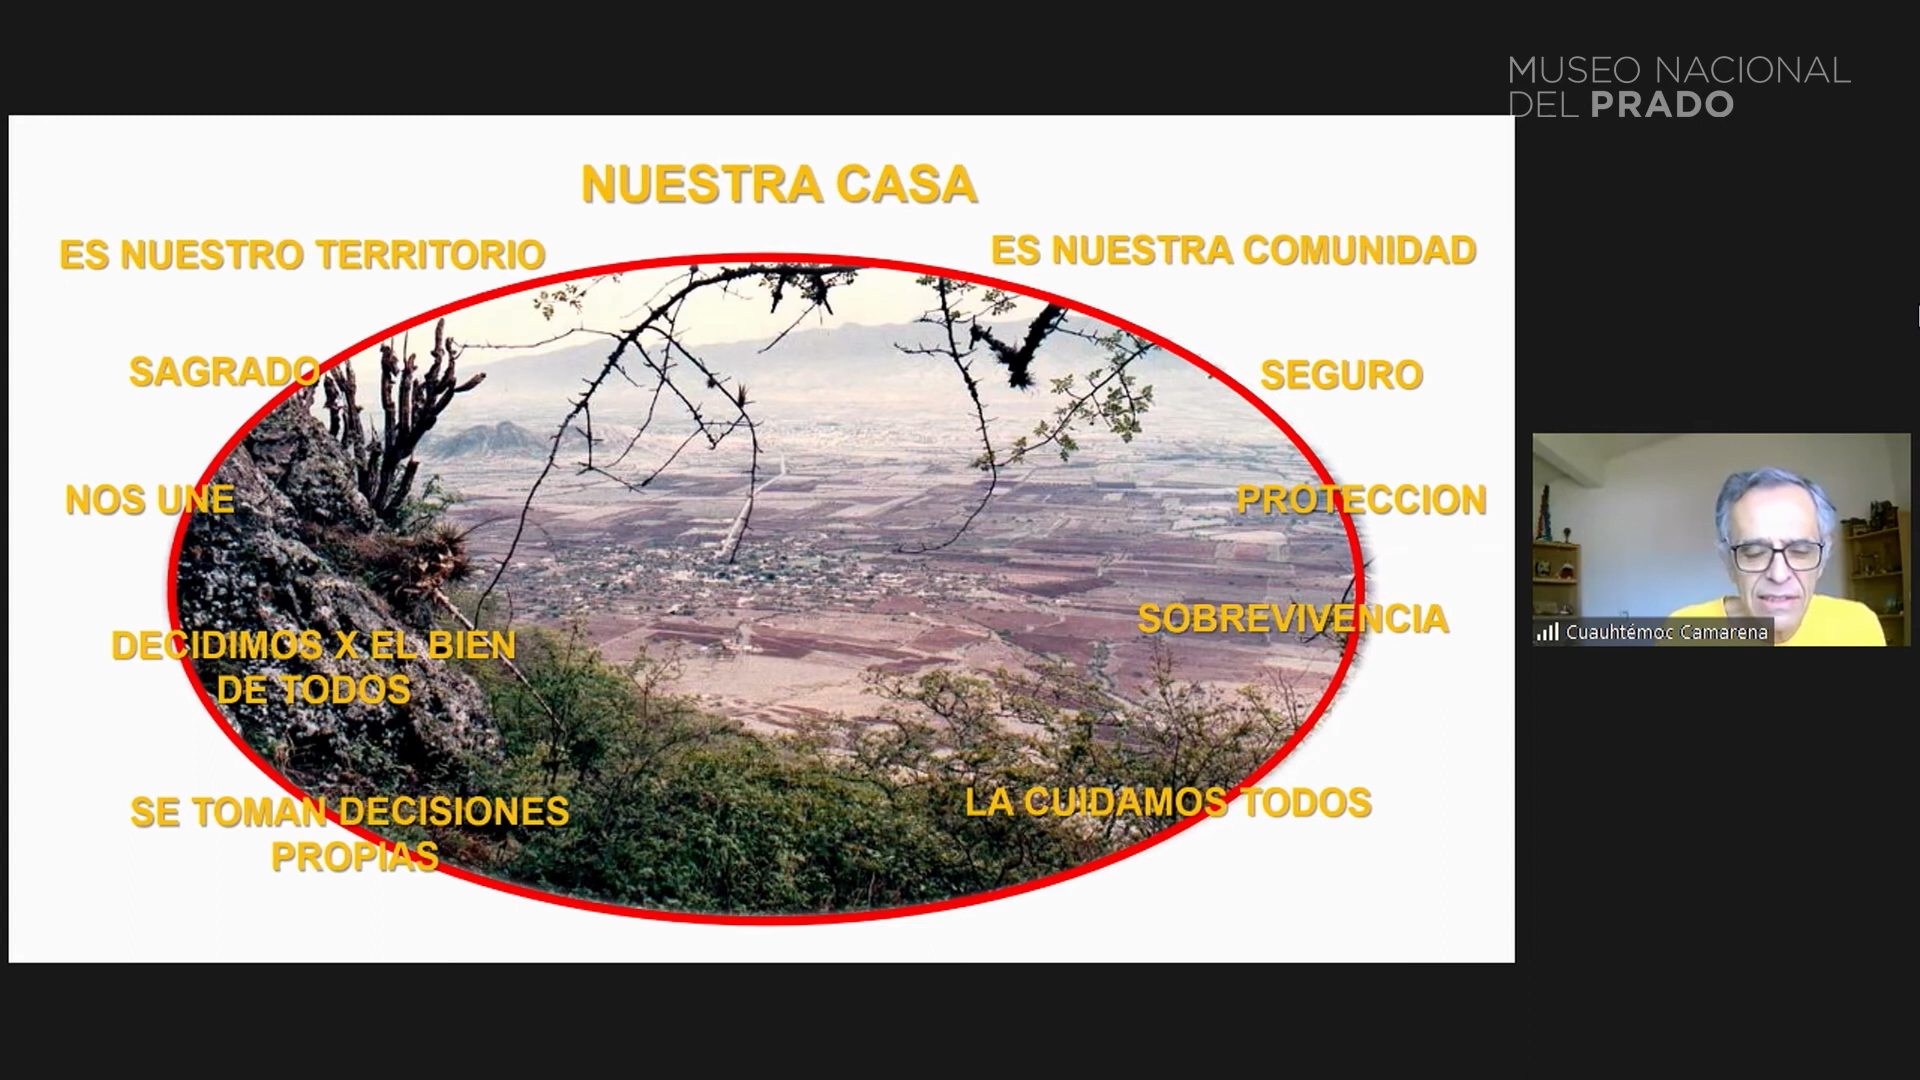 MUSEO NACIONAL
DEL PRADO
NUESTRA CASA
ES NUESTRO TERRITORIO
ES NUESTRA COMUNIDAD
SAGRADO
SEGURO
NOS UNE
PROTECCION
SOBREVIVENCIA
DECIDIMOS X EL BIEN
DE TODOS
SE TOMAN DECISIONES
PROPIAS
LA CUIDAMOS TODOS
Cuauhtémoc Camarena